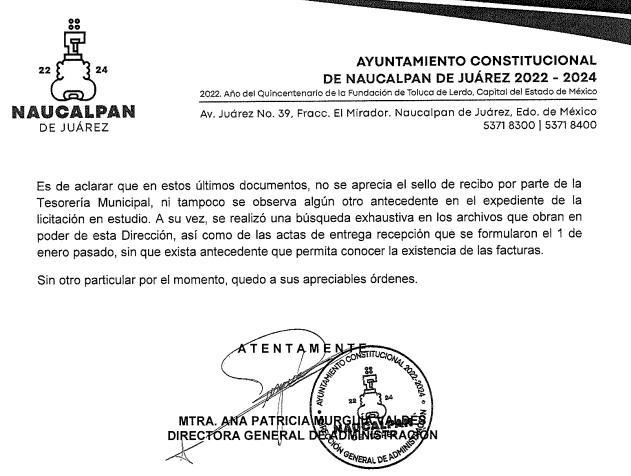 22 24
NAUCALPAN
DE JUÁREZ
AYUNTAMIENTO CONSTITUCIONAL
DE NAUCALPAN DE JUÁREZ 2022 - 2024
2022. Año del Quincentenario de la Fundación de Toluca de Lerdo, Capital del Estado de México
Av. Juárez No. 39, Fracc. El Mirador. Naucalpan de Juárez, Edo. de México
5371 8300 | 5371 8400
Es de aclarar que en estos últimos documentos, no se aprecia el sello de recibo por parte de la
Tesorería Municipal, ni tampoco se observa algún otro antecedente en el expediente de la
licitación en estudio. A su vez, se realizó una búsqueda exhaustiva en los archivos que obran en
poder de esta Dirección, así como de las actas de entrega recepción que se formularon el 1 de
enero pasado, sin que exista antecedente que permita conocer la existencia de las facturas.
Sin otro particular por el momento, quedo a sus apreciables órdenes.
ATENTAMENTE
AYUNTAMIENTO CONSTITUCIONAL 2022-2024
22 24
NAUCALPAN
DIRECCIÓN GENERAL DE ADMINISTRACIÓN
MTRA. ANA PATRICIA MURGUÍA VALDÉS
DIRECTORA GENERAL DE ADMINISTRACIÓN